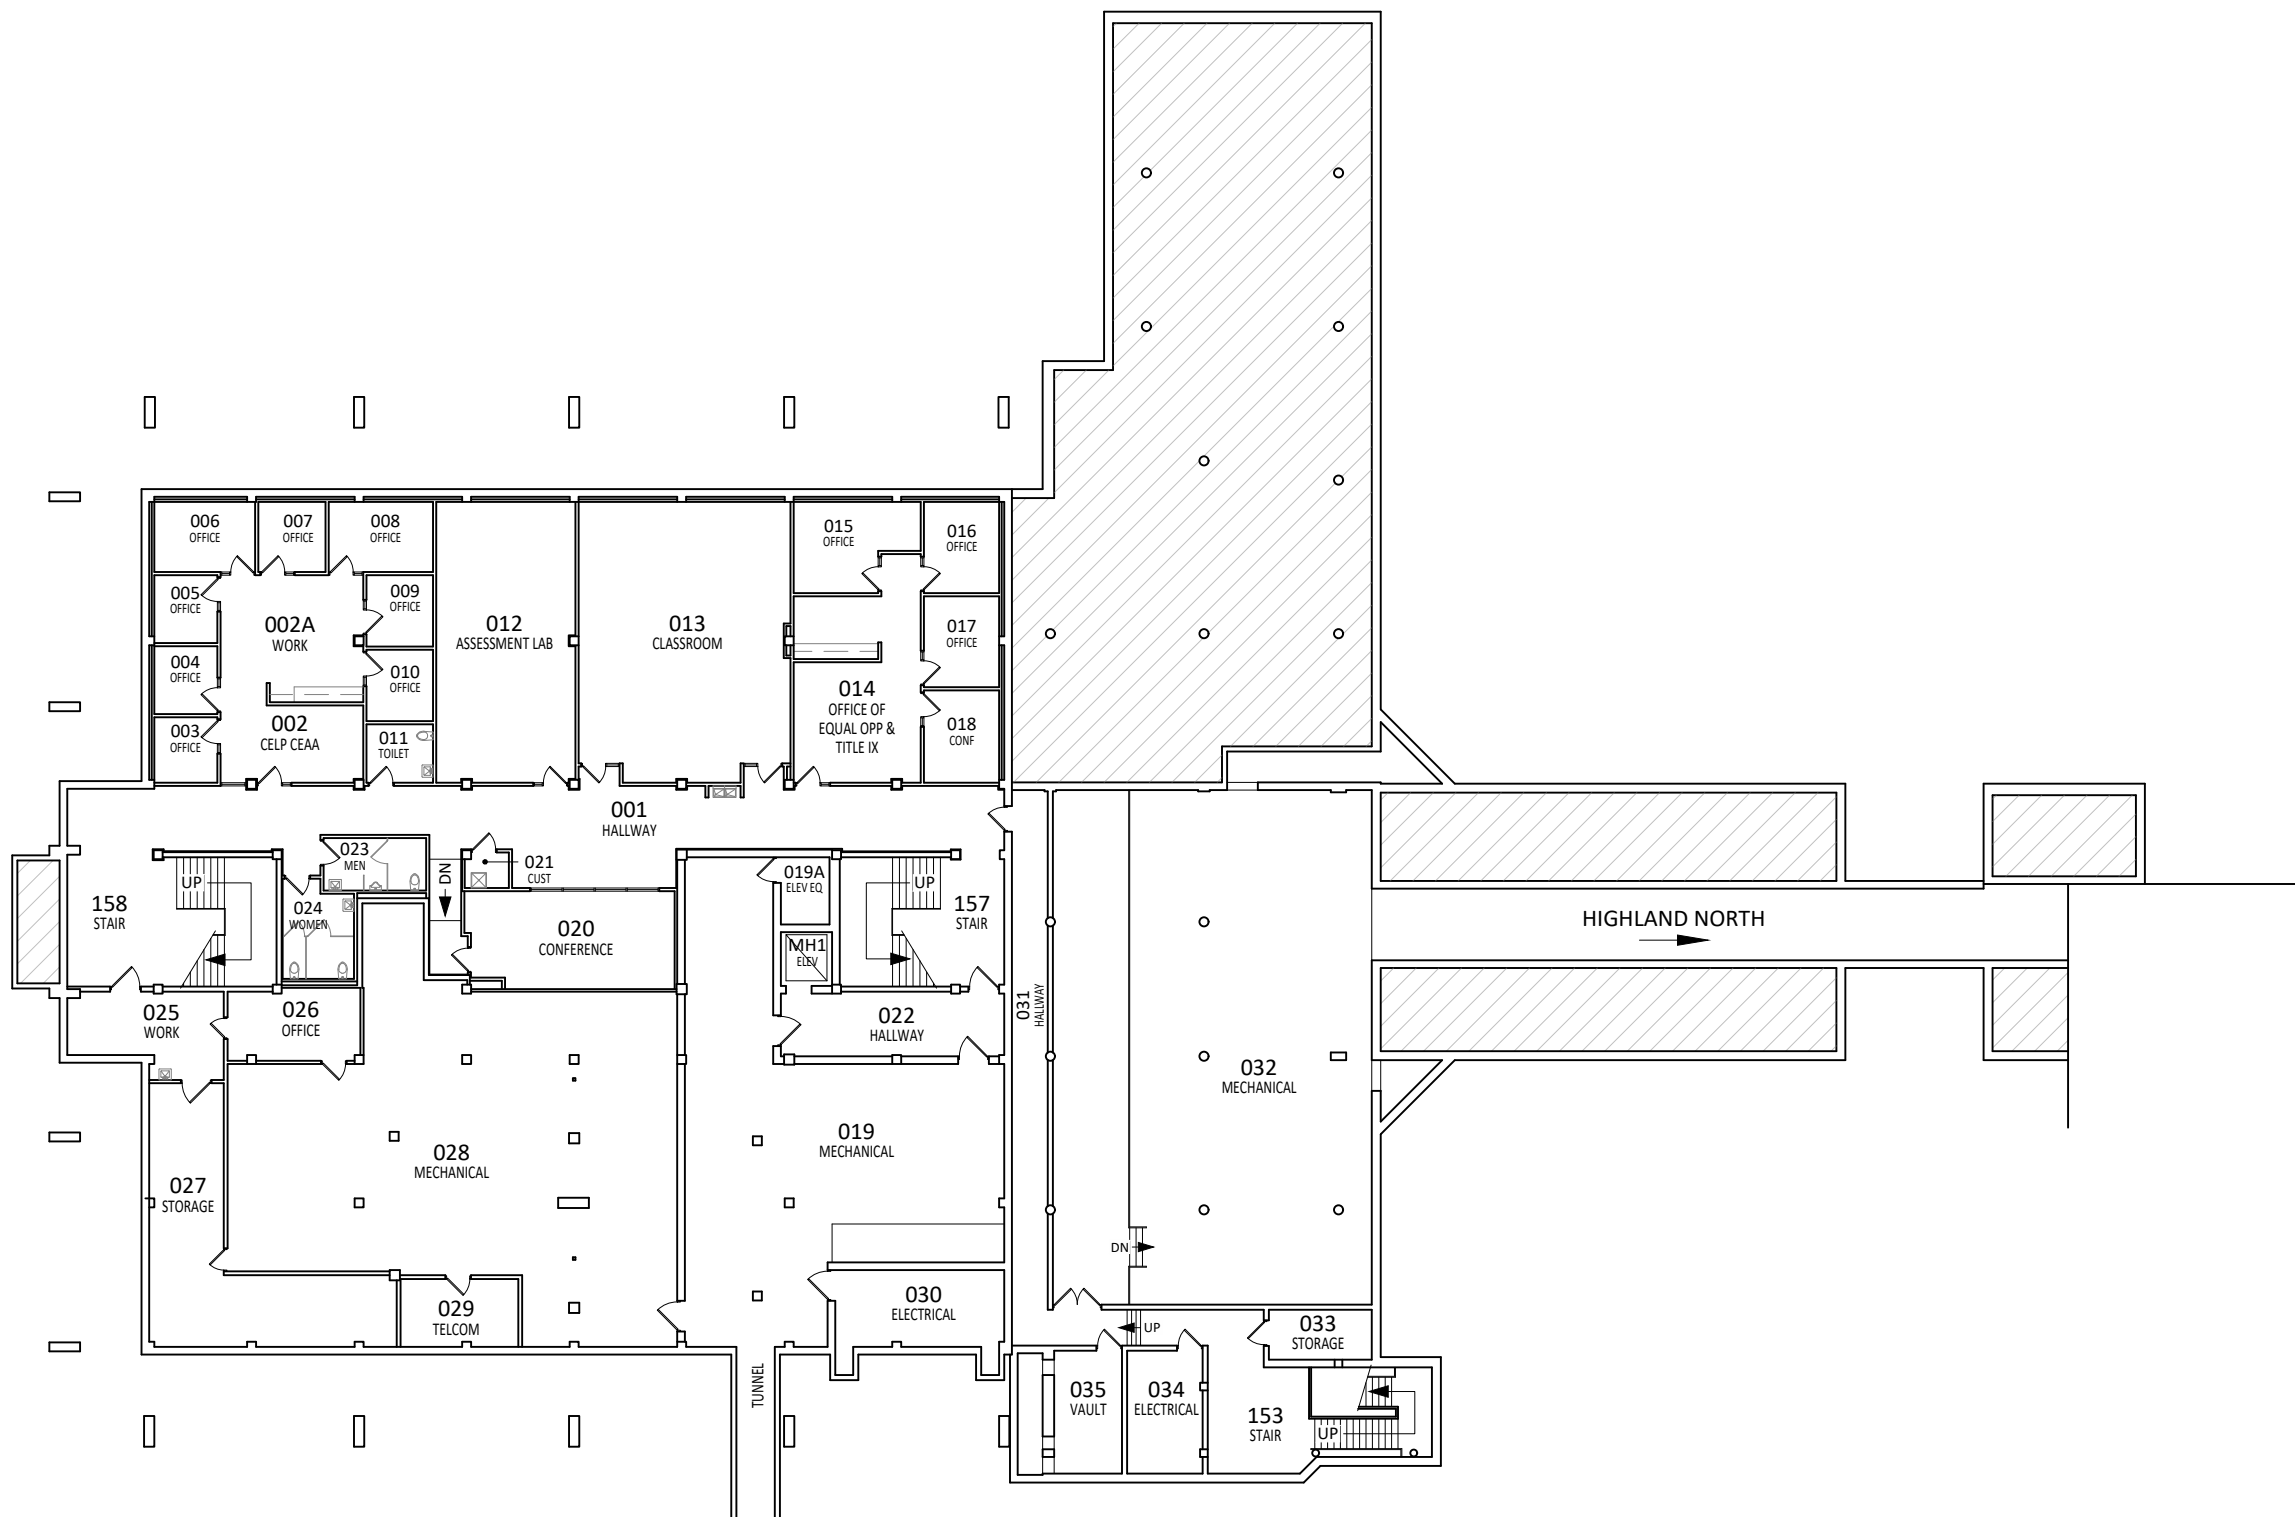 006
OFFICE
007
OFFICE
008
OFFICE
015
OFFICE
016
OFFICE
005
OFFICE
009
OFFICE
002A
WORK
012
ASSESSMENT LAB
013
CLASSROOM
017
OFFICE
004
OFFICE
010
OFFICE
014
OFFICE OF
EQUAL OPP &
TITLE IX
003
OFFICE
002
CELP CEAA
011
TOILET
018
CONF
001
HALLWAY
023
MEN
021
CUST
DN
019A
ELEV EQ
UP
UP
158
STAIR
024
WOMEN
020
CONFERENCE
MH1
ELEV
157
STAIR
HIGHLAND NORTH
025
WORK
026
OFFICE
022
HALLWAY
031
HALLWAY
032
MECHANICAL
028
MECHANICAL
019
MECHANICAL
027
STORAGE
DN
029
TELCOM
030
ELECTRICAL
UP
033
STORAGE
TUNNEL
035
VAULT
034
ELECTRICAL
153
STAIR
UP